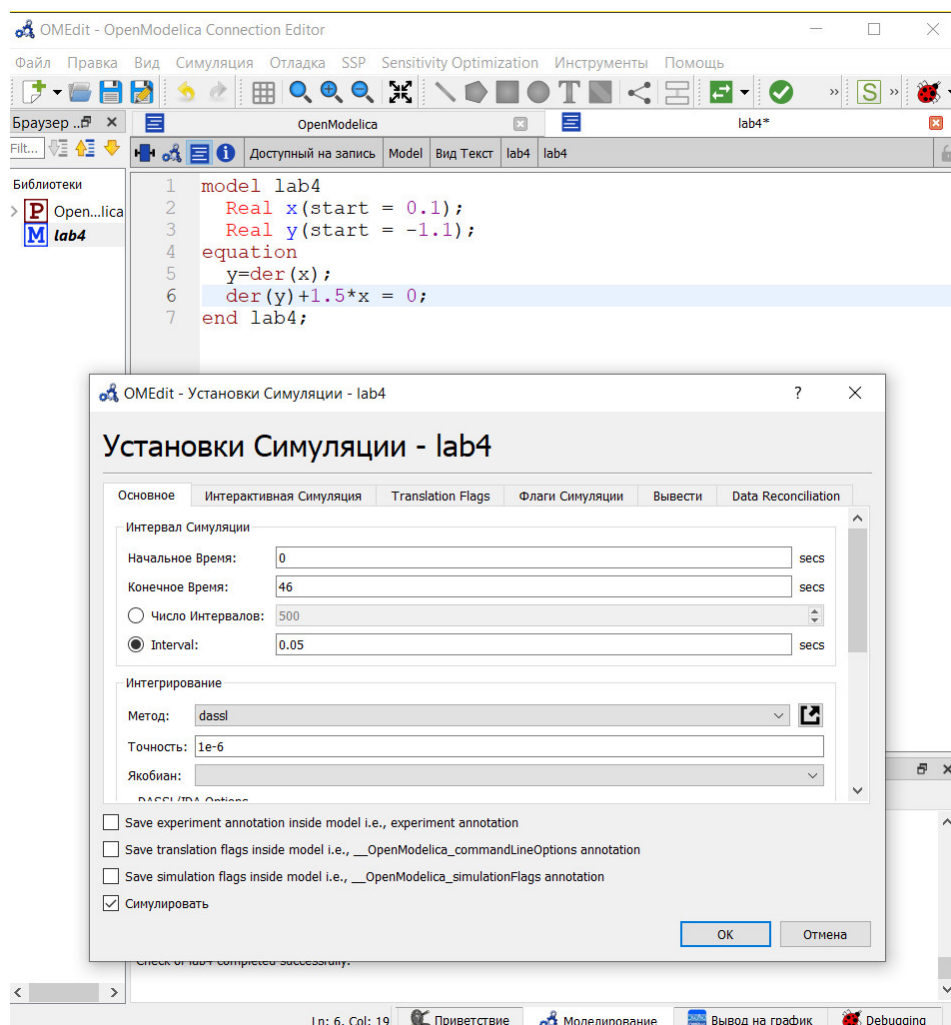 OMEdit - OpenModelica Connection Editor
Файл Правка Вид Симуляция Отладка SSP Sensitivity Optimization Инструменты Помощь
T » S »
Браузер ..
OpenModelica
lab4*
Filt...
Доступный на запись Model Вид Текст lab4 lab4
Библиотеки
P Open...lica
M lab4
1 model lab4
2 Real x(start = 0.1);
3 Real y(start = -1.1);
4 equation
5 y=der(x);
6 der(y)+1.5*x = 0;
7 end lab4;
OMEdit - Установки Симуляции - lab4 ?
Установки Симуляции - lab4
Основное Интерактивная Симуляция Translation Flags Флаги Симуляции Вывести Data Reconciliation
Интервал Симуляции
Начальное Время: 0 secs
Конечное Время: 46 secs
Число Интервалов: 500
Interval: 0.05 secs
Интегрирование
Метод: dassl
Точность: 1e-6
Якобиан:
DASSL/IDA Options
Save experiment annotation inside model i.e., experiment annotation
Save translation flags inside model i.e., __OpenModelica_commandLineOptions annotation
Save simulation flags inside model i.e., __OpenModelica_simulationFlags annotation
Симулировать
OK Отмена
Check of lab4 completed successfully.
Ln: 6, Col: 19 Приветствие Моделирование Вывод на график Debugging